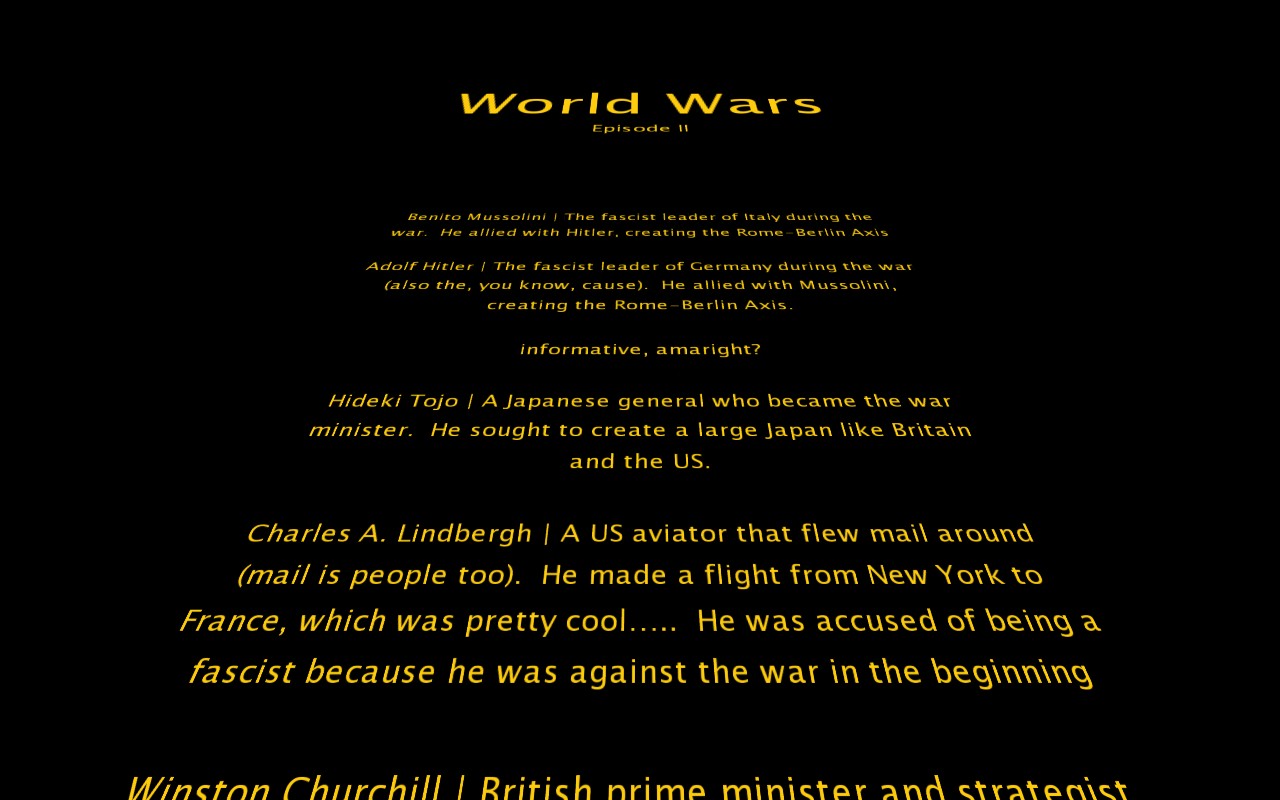 World Wars
Episode II
Benito Mussolini | The fascist leader of Italy during the
war.  He allied with Hitler, creating the Rome-Berlin Axis
Adolf Hitler | The fascist leader of Germany during the war
(also the, you know, cause).  He allied with Mussolini,
creating the Rome-Berlin Axis.
informative, amaright?
Hideki Tojo | A Japanese general who became the war
minister.  He sought to create a large Japan like Britain
and the US.
Charles A. Lindbergh | A US aviator that flew mail around
(mail is people too).  He made a flight from New York to
France, which was pretty cool.....  He was accused of being a
fascist because he was against the war in the beginning
Winston Churchill | British prime minister and strategist